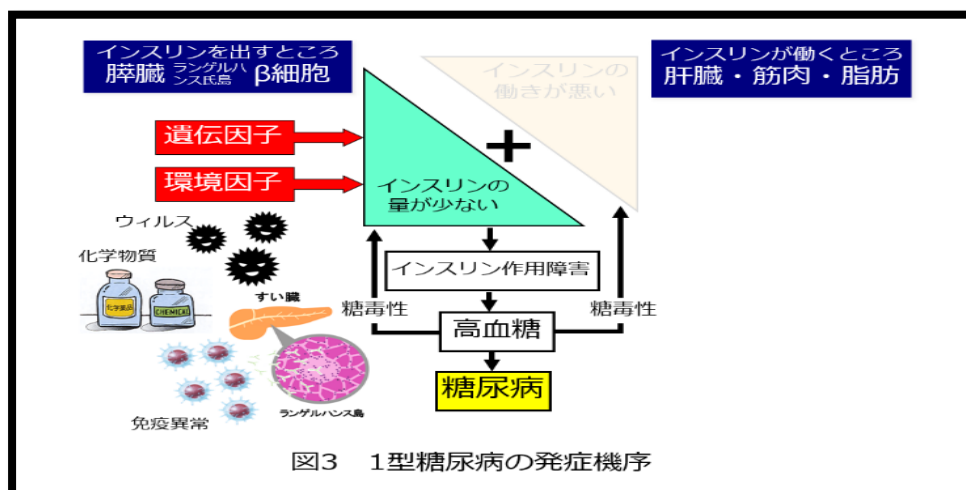 インスリンを出すところ
膵臓 ランゲルハンス氏島 β細胞
インスリンの
働きが悪い
インスリンが働くところ
肝臓・筋肉・脂肪
遺伝因子
環境因子
+
インスリンの
量が少ない
ウィルス
化学物質
化学薬品
CHEMICAL
すい臓
免疫異常
ランゲルハンス島
インスリン作用障害
糖毒性
高血糖
糖毒性
糖尿病
図3 1型糖尿病の発症機序